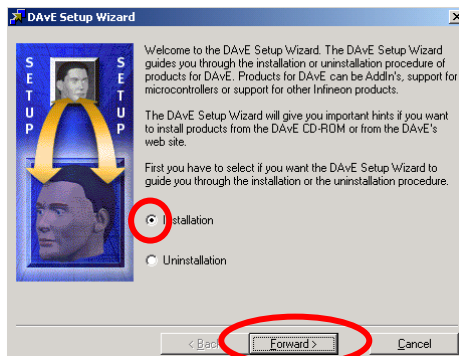 DAvE Setup Wizard
SETUP
SETUP
Welcome to the DAvE Setup Wizard. The DAvE Setup Wizard
guides you through the installation or uninstallation procedure of
products for DAvE. Products for DAvE can be AddIn's, support for
microcontrollers or support for other Infineon products.
The DAvE Setup Wizard will give you important hints if you want
to install products from the DAvE CD-ROM or from the DAvE's
web site.
First you have to select if you want the DAvE Setup Wizard to
guide you through the installation or the uninstallation procedure.
Installation
Uninstallation
< Back
Forward >
Cancel